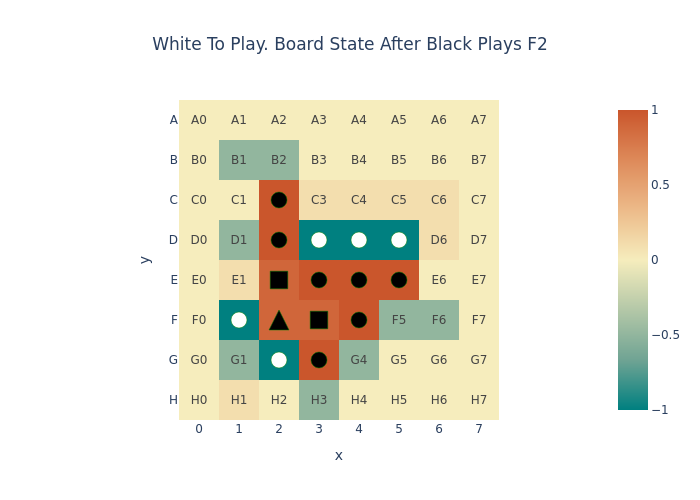 White To Play. Board State After Black Plays F2
A A0 A1 A2 A3 A4 A5 A6 A7
B B0 B1 B2 B3 B4 B5 B6 B7
C C0 C1 C3 C4 C5 C6 C7
D D0 D1 D6 D7
E E0 E1 E6 E7
F F0 F5 F6 F7
G G0 G1 G4 G5 G6 G7
H H0 H1 H2 H3 H4 H5 H6 H7
0 1 2 3 4 5 6 7
x
y
1
0.5
0
−0.5
−1